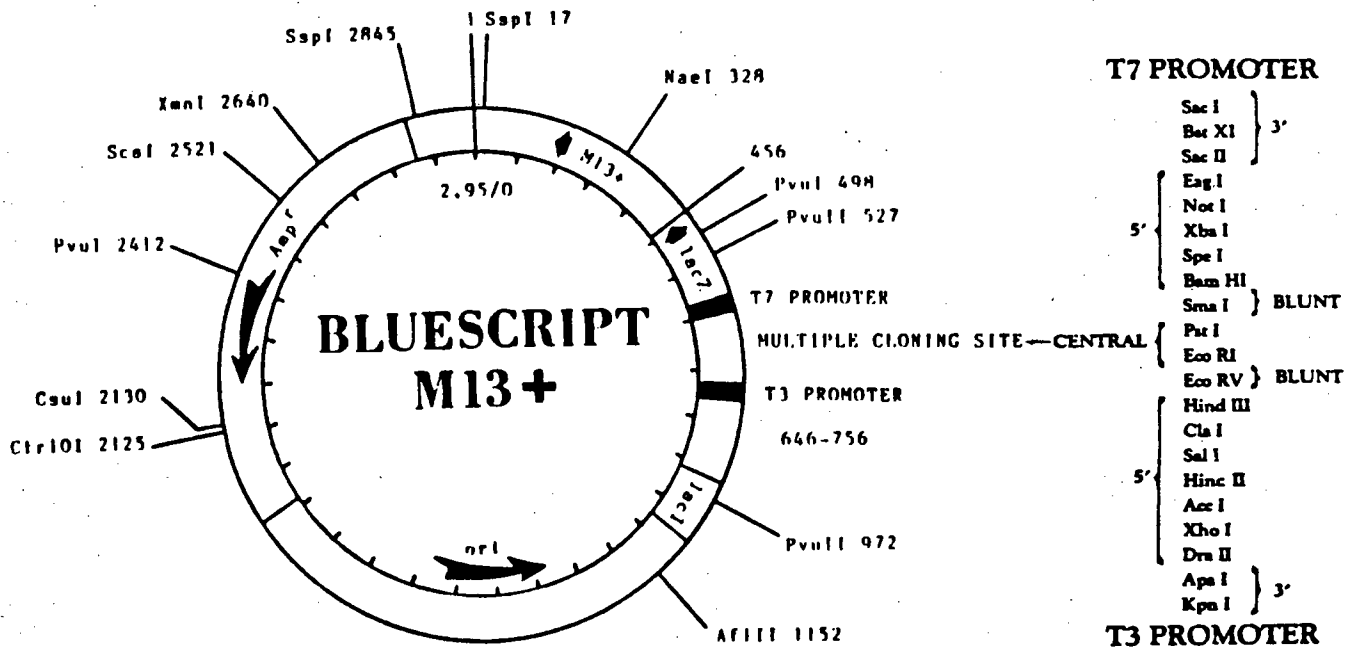 1 SspI 17
SspI 2845
NaeI 328
XmnI 2640
ScaI 2521
456
M13+
2.95/0
PvuI 498
PvuII 527
Amp r
PvuI 2412
lacZ
T7 PROMOTER
BLUESCRIPT
M13+
MULTIPLE CLONING SITE
CENTRAL
T3 PROMOTER
646-756
CsuI 2130
CfrIOI 2125
lacI
ori
PvuII 972
AflIII 1152
T7 PROMOTER
Sac I
Bst XI
Sac II
3'
Eag I
Not I
Xba I
Spe I
Bam HI
5'
Sma I
BLUNT
Pst I
Eco RI
Eco RV
BLUNT
Hind III
Cla I
Sal I
Hinc II
Acc I
Xho I
Dra II
5'
Apa I
Kpn I
3'
T3 PROMOTER